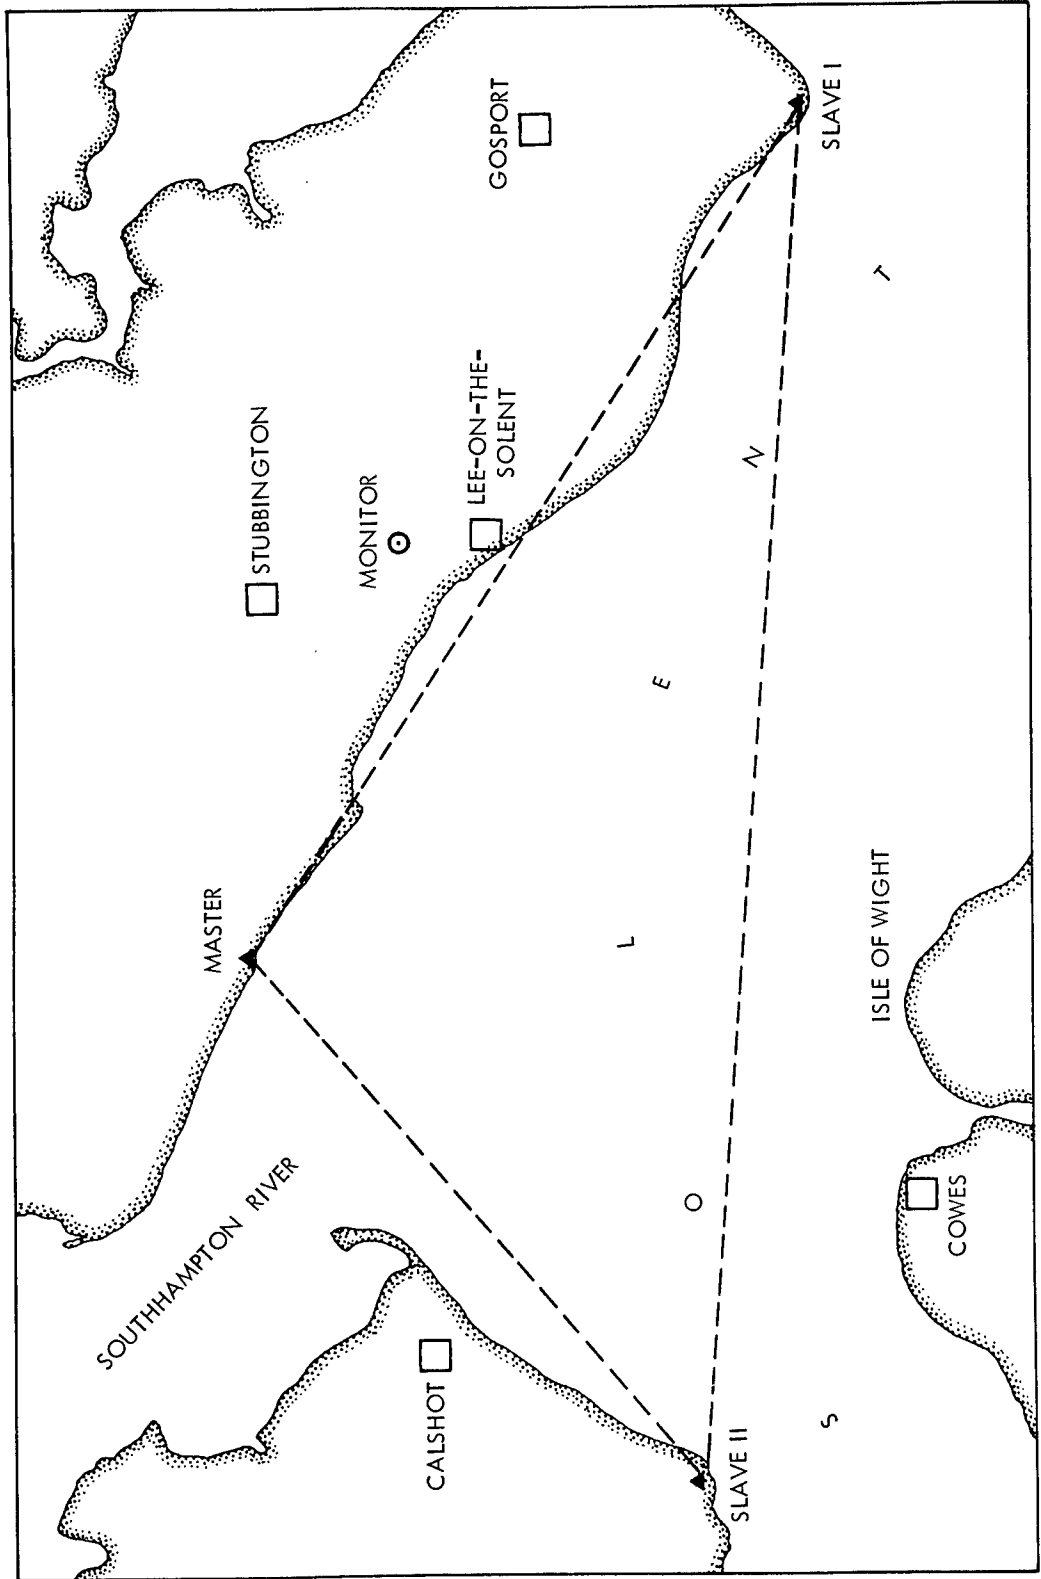 SOUTHHAMPTON RIVER
MASTER
STUBBINGTON
MONITOR
CALSHOT
LEE-ON-THE-
SOLENT
GOSPORT
S O L E N T
SLAVE II
SLAVE I
ISLE OF WIGHT
COWES